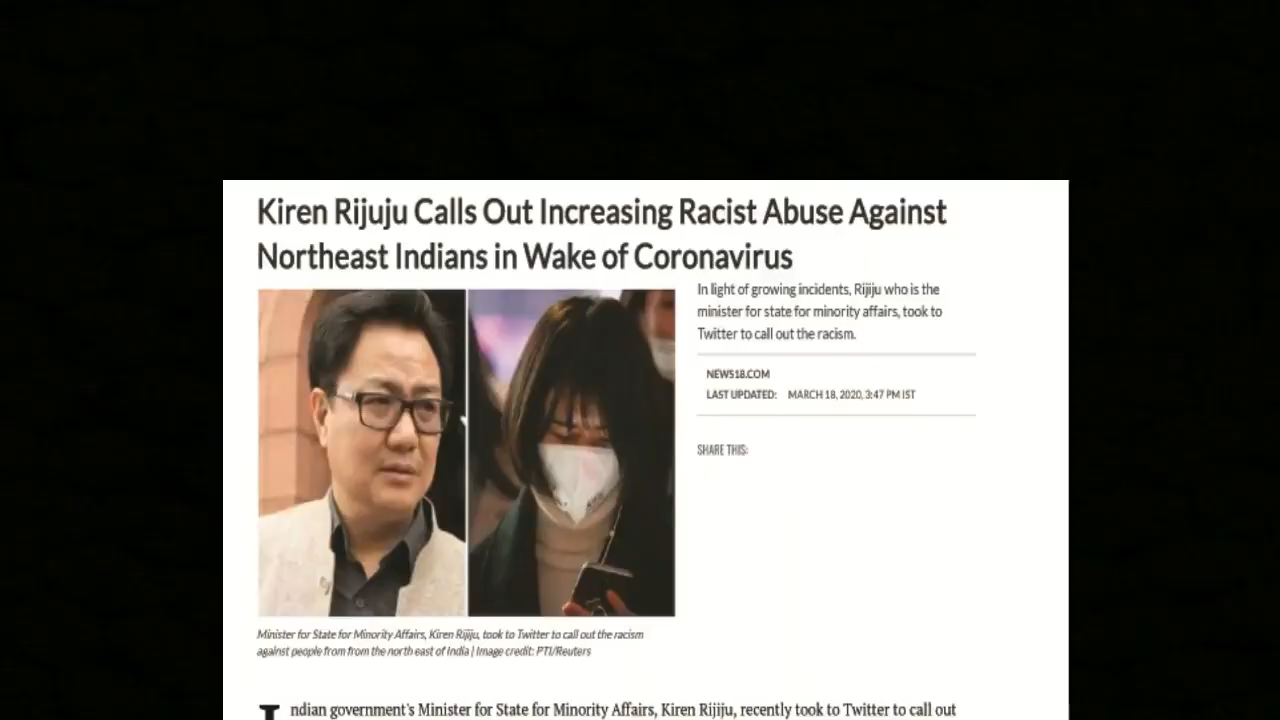 Kiren Rijuju Calls Out Increasing Racist Abuse Against
Northeast Indians in Wake of Coronavirus
In light of growing incidents, Rijiju who is the
minister for state for minority affairs, took to
Twitter to call out the racism.
NEWS18.COM
LAST UPDATED: MARCH 18, 2020, 3:47 PM IST
SHARE THIS:
Minister for State for Minority Affairs, Kiren Rijiju, took to Twitter to call out the racism
against people from from the north east of India | Image credit: PTI/Reuters
Indian government's Minister for State for Minority Affairs, Kiren Rijiju, recently took to Twitter to call out